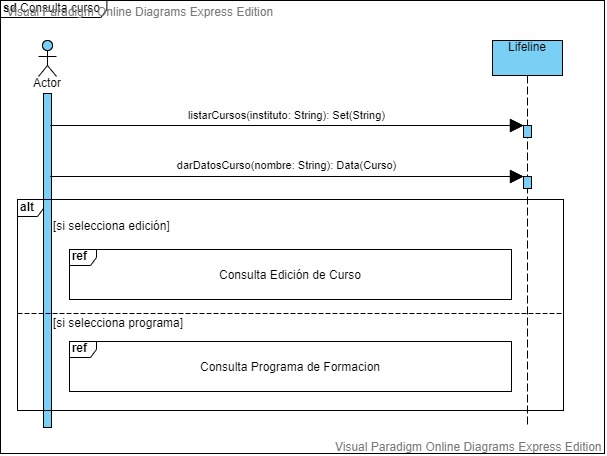 sd Consulta curso
Visual Paradigm Online Diagrams Express Edition
Actor
Lifeline
listarCursos(instituto: String): Set(String)
darDatosCurso(nombre: String): Data(Curso)
alt
[si selecciona edición]
ref
Consulta Edición de Curso
[si selecciona programa]
ref
Consulta Programa de Formacion
Visual Paradigm Online Diagrams Express Edition